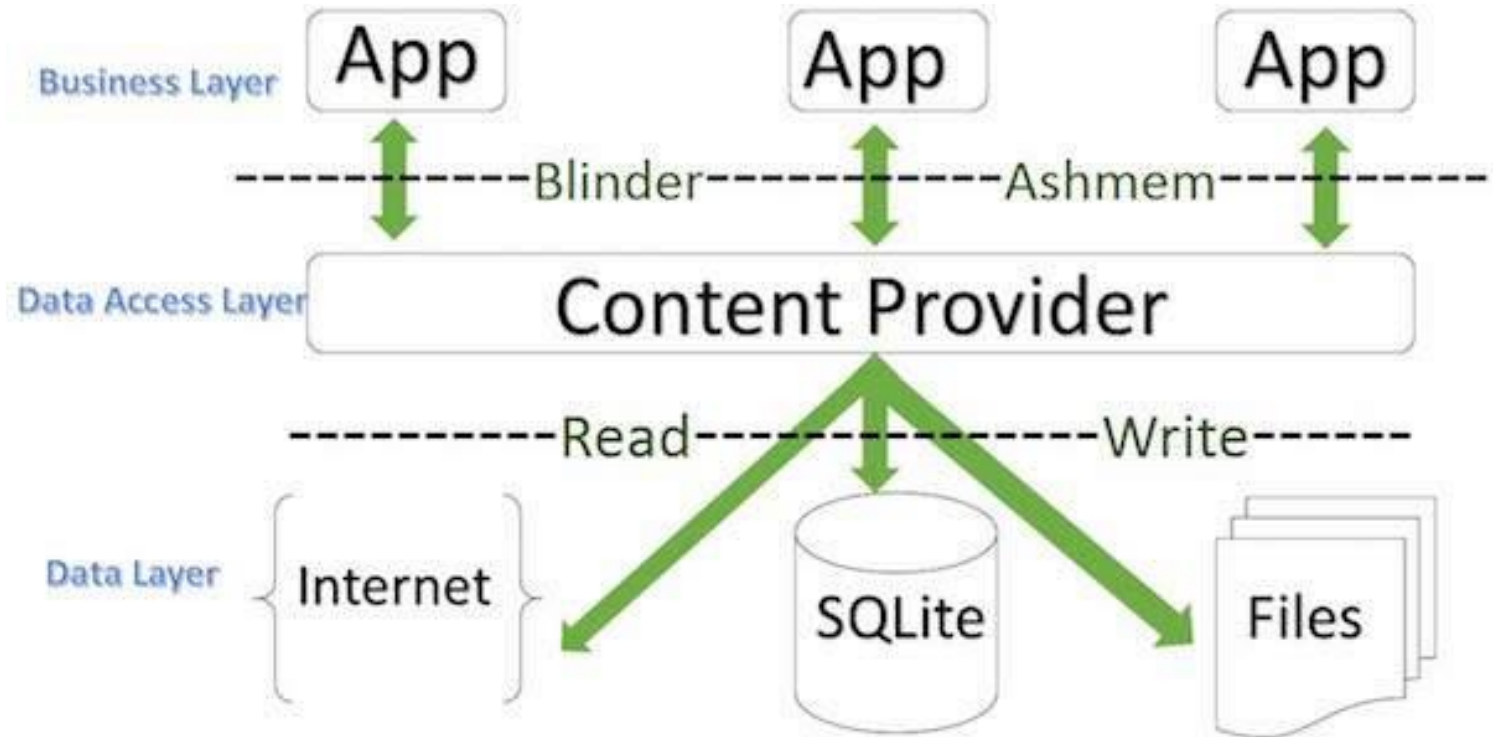 App App App
Business Layer
Blinder Ashmem
Data Access Layer Content Provider
Read Write
Data Layer Internet SQLite Files